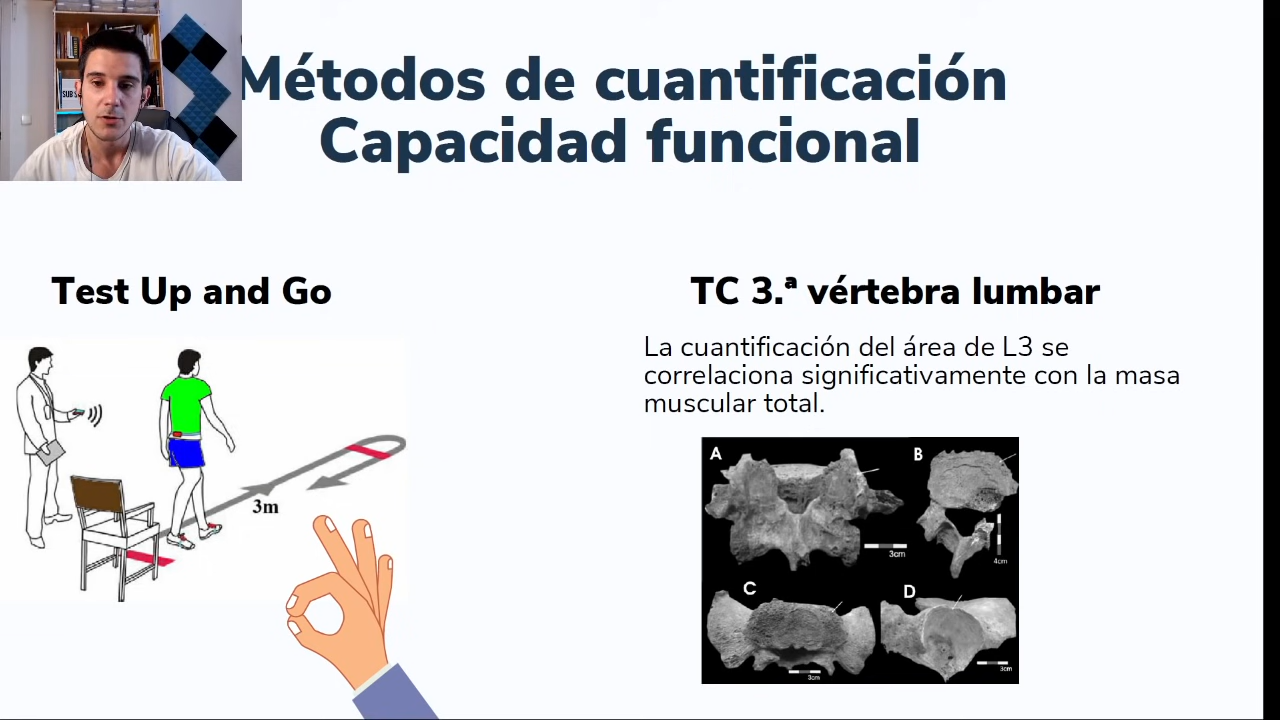 Métodos de cuantificación
Capacidad funcional
Test Up and Go
3m
TC 3.ª vértebra lumbar
La cuantificación del área de L3 se
correlaciona significativamente con la masa
muscular total.
A
B
3cm
4cm
C
D
3cm
3cm